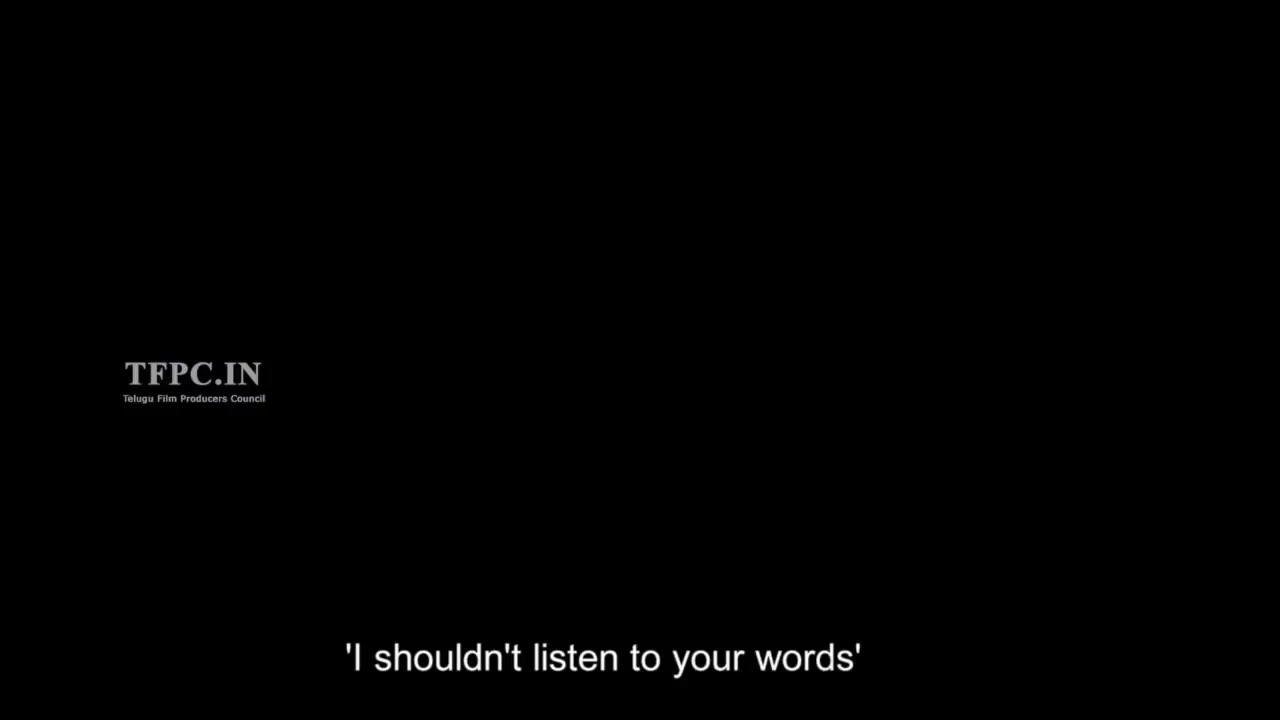 TFPC.IN
Telugu Film Producers Council
'I shouldn't listen to your words'